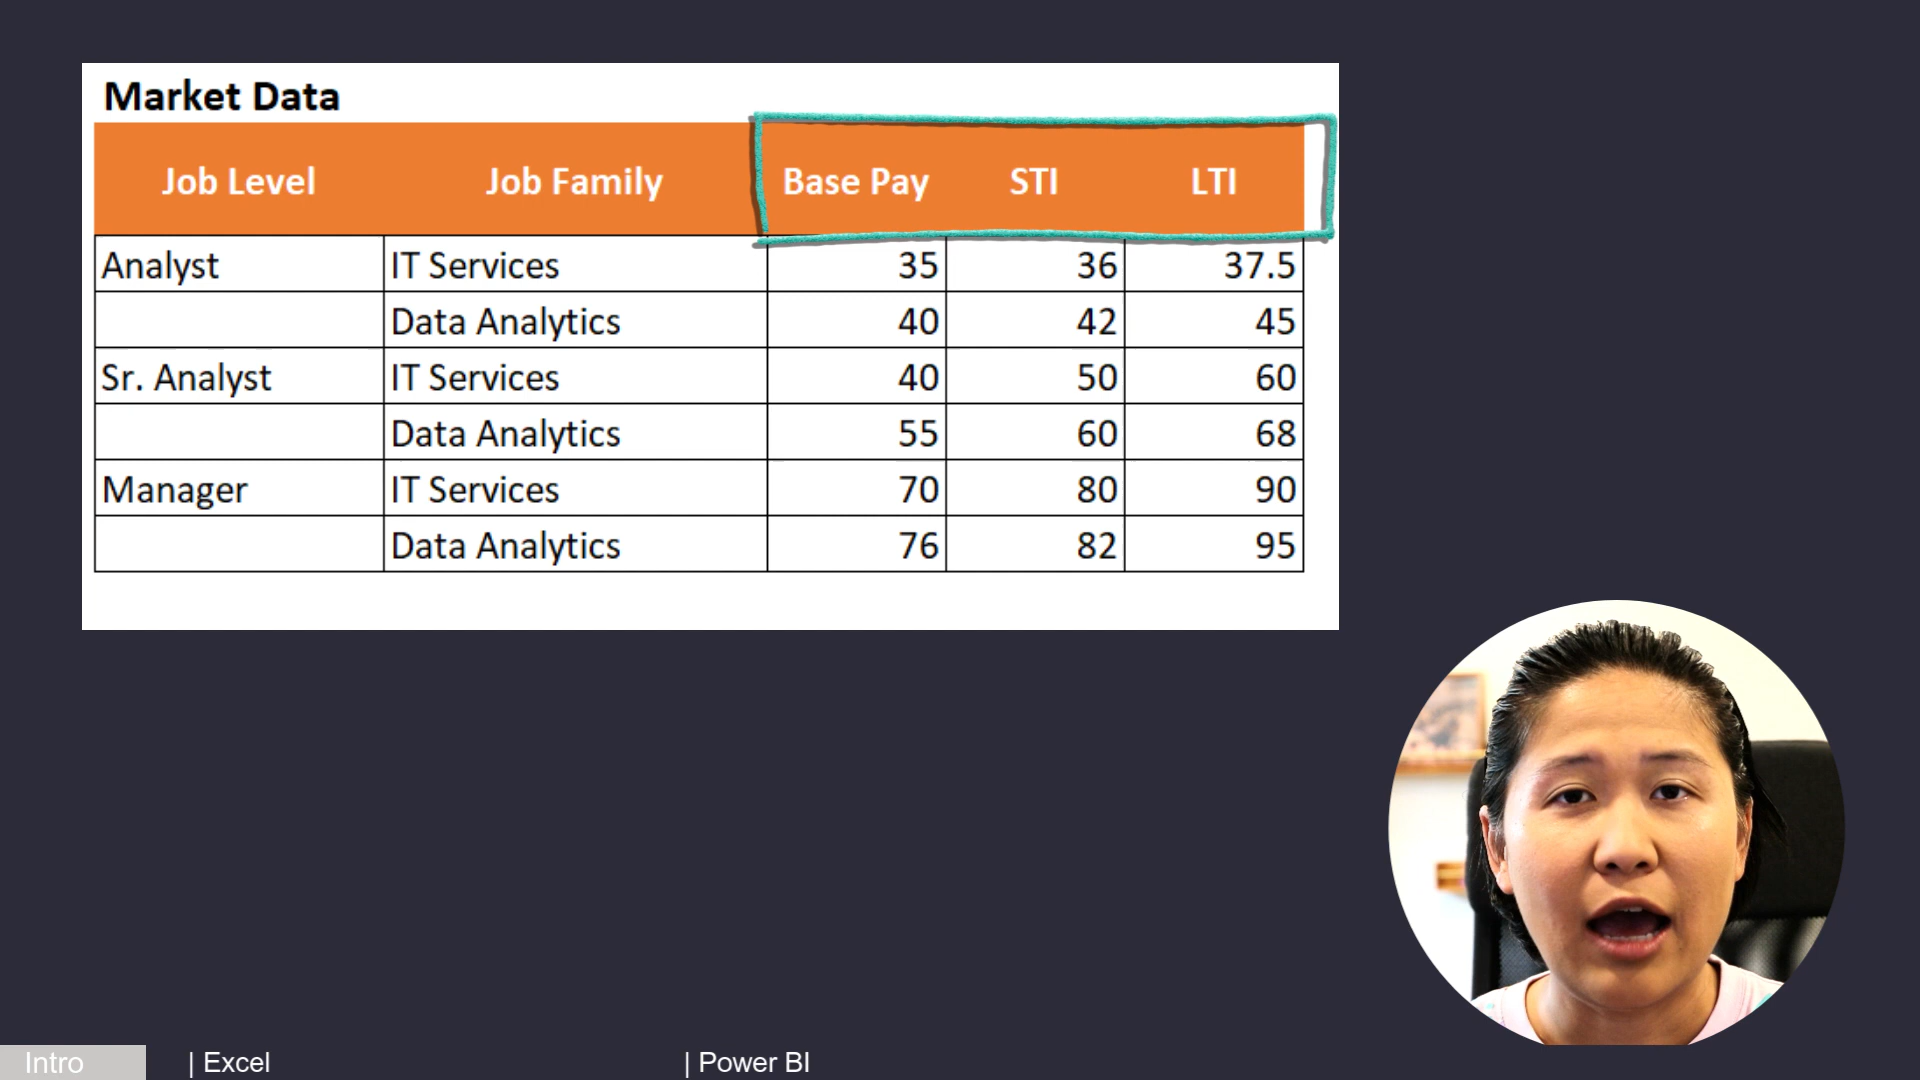 Market Data
Job Level Job Family Base Pay STI LTI
Analyst IT Services 35 36 37.5
Data Analytics 40 42 45
Sr. Analyst IT Services 40 50 60
Data Analytics 55 60 68
Manager IT Services 70 80 90
Data Analytics 76 82 95
Intro | Excel | Power BI